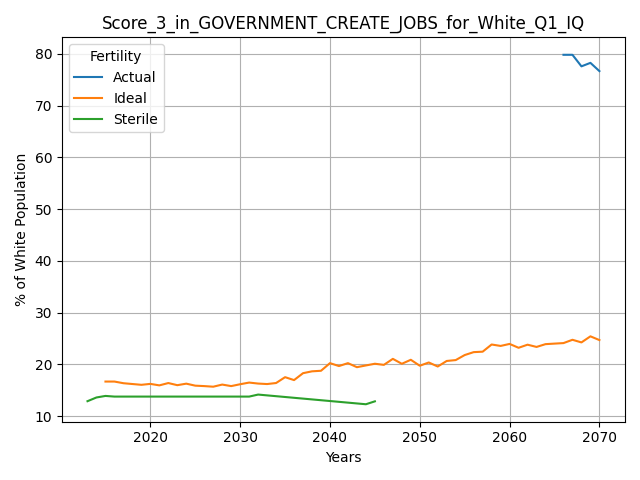 Score_3_in_GOVERNMENT_CREATE_JOBS_for_White_Q1_IQ
Fertility
Actual
Ideal
Sterile
% of White Population
80
70
60
50
40
30
20
10
2020 2030 2040 2050 2060 2070
Years